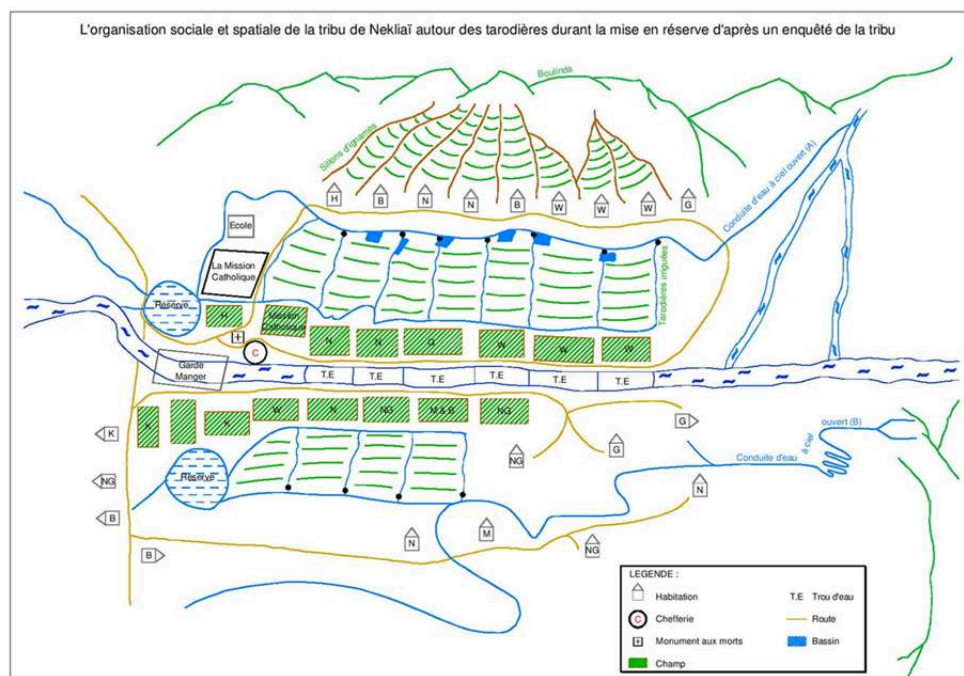 L'organisation sociale et spatiale de la tribu de Nekliaï autour des tarodières durant la mise en réserve d'après un enquêté de la tribu
Boulinda
Sillons d'ignames
Conduite d'eau à ciel ouvert (A)
H
B
N
N
B
W
W
W
G
Ecole
La Mission
Catholique
Tarodières irriguées
Réserve
Mission
Catholique
N
N
G
W
W
W
C
Garde
Manger
T.E
T.E
T.E
T.E
T.E
T.E
K
K
W
N
NG
M & B
NG
K
NG
B
B
Réserve
NG
G
G
Conduite d'eau
à ciel
ouvert (B)
N
N
M
NG
LEGENDE :
Habitation
T.E
Trou d'eau
C
Chefferie
Route
Monument aux morts
Bassin
Champ